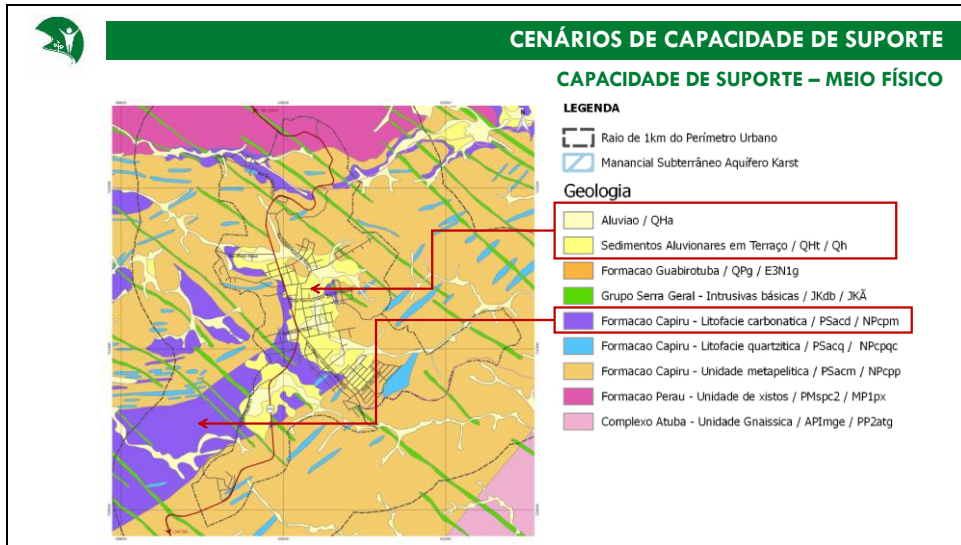 CENÁRIOS DE CAPACIDADE DE SUPORTE
CAPACIDADE DE SUPORTE – MEIO FÍSICO
LEGENDA
Raio de 1km do Perímetro Urbano
Manancial Subterrâneo Aquífero Karst
Geologia
Aluviao / QHa
Sedimentos Aluvionares em Terraço / QHt / Qh
Formacao Guabirotuba / QPg / E3N1g
Grupo Serra Geral - Intrusivas básicas / JKdb / JKÃ
Formacao Capiru - Litofacie carbonatica / PSacd / NPcpm
Formacao Capiru - Litofacie quartzitica / PSacq / NPcpqc
Formacao Capiru - Unidade metapelitica / PSacm / NPcpp
Formacao Perau - Unidade de xistos / PMspc2 / MP1px
Complexo Atuba - Unidade Gnaissica / APImge / PP2atg